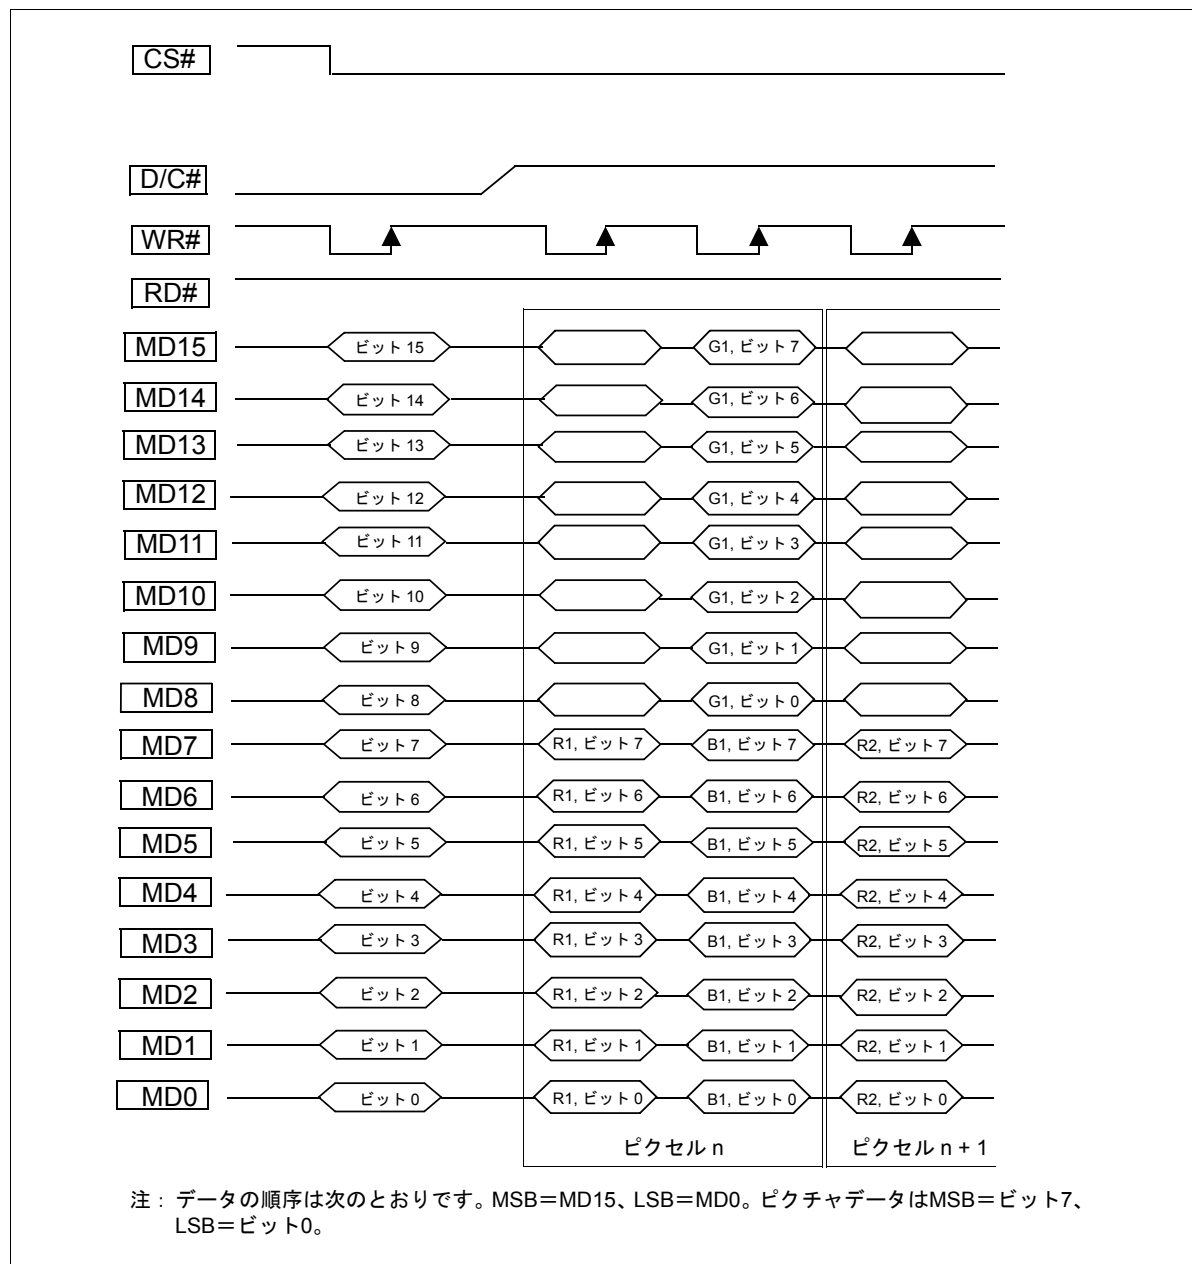 CS#
D/C#
WR#
RD#
MD15 ビット 15 G1, ビット 7
MD14 ビット 14 G1, ビット 6
MD13 ビット 13 G1, ビット 5
MD12 ビット 12 G1, ビット 4
MD11 ビット 11 G1, ビット 3
MD10 ビット 10 G1, ビット 2
MD9 ビット 9 G1, ビット 1
MD8 ビット 8 G1, ビット 0
MD7 ビット 7 R1, ビット 7 B1, ビット 7 R2, ビット 7
MD6 ビット 6 R1, ビット 6 B1, ビット 6 R2, ビット 6
MD5 ビット 5 R1, ビット 5 B1, ビット 5 R2, ビット 5
MD4 ビット 4 R1, ビット 4 B1, ビット 4 R2, ビット 4
MD3 ビット 3 R1, ビット 3 B1, ビット 3 R2, ビット 3
MD2 ビット 2 R1, ビット 2 B1, ビット 2 R2, ビット 2
MD1 ビット 1 R1, ビット 1 B1, ビット 1 R2, ビット 1
MD0 ビット 0 R1, ビット 0 B1, ビット 0 R2, ビット 0
ピクセル n ピクセル n + 1
注： データの順序は次のとおりです。MSB＝MD15、LSB＝MD0。ピクチャデータはMSB＝ビット7、
LSB＝ビット0。